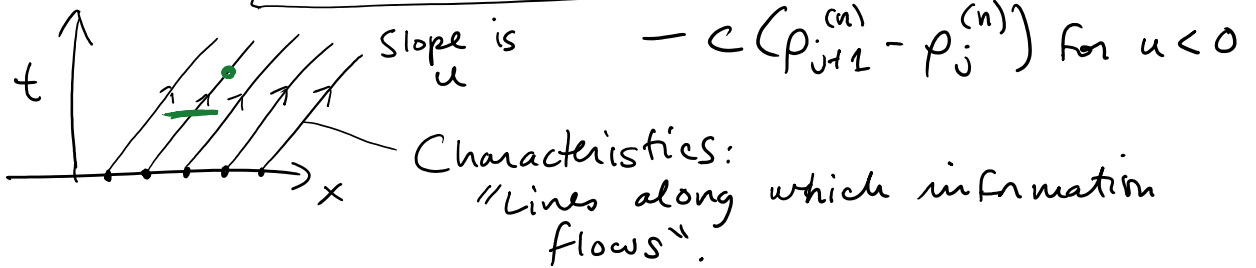 Slope is
u
- C (ρ_{j+1}^{(n)} - ρ_j^{(n)}) for u < 0
t
x
Characteristics:
"Lines along which information
flows".